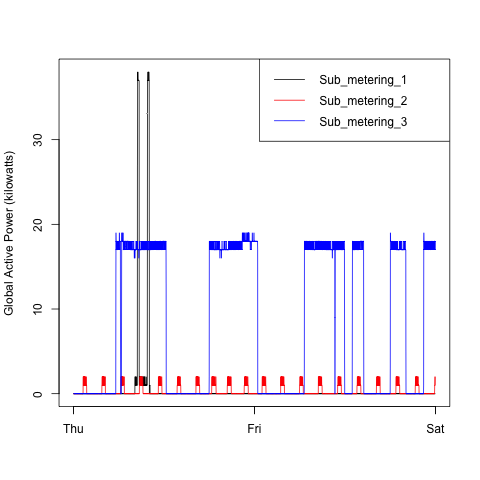 Sub_metering_1
Sub_metering_2
Sub_metering_3
Global Active Power (kilowatts)
30
20
10
0
Thu Fri Sat